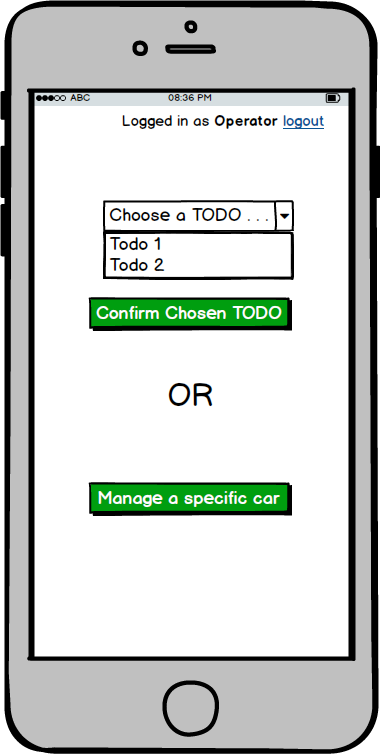 ABC 08:36 PM
Logged in as Operator logout
Choose a TODO . . .
Todo 1
Todo 2
Confirm Chosen TODO
OR
Manage a specific car